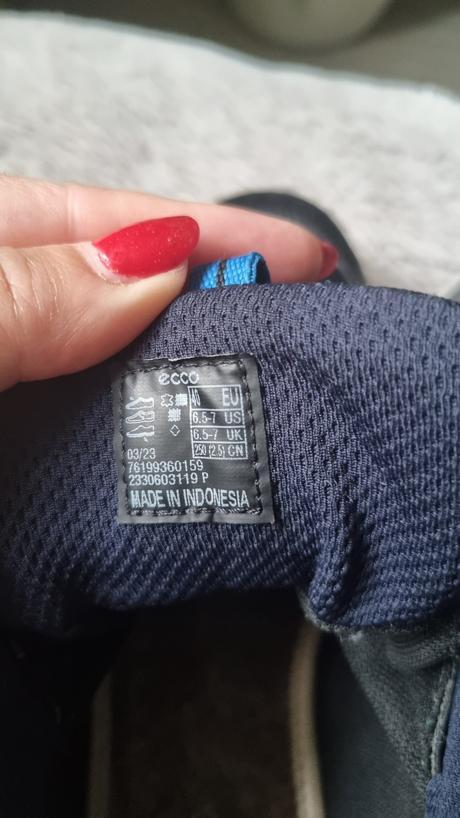 ecco
40 EU
6.5-7 US
6.5-7 UK
250 (2.5) CN
03/23
76199360159
2330603119 P
MADE IN INDONESIA